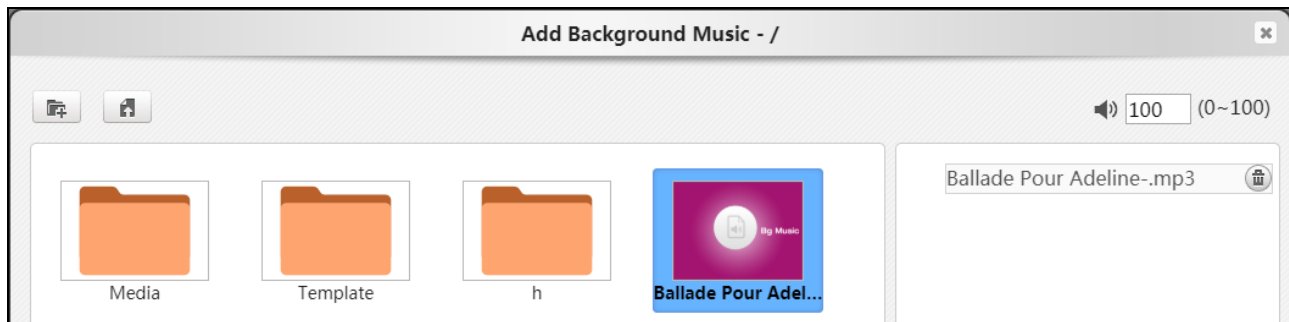 Add Background Music - /
100 (0~100)
Ballade Pour Adeline-.mp3
Bg Music
Media Template h Ballade Pour Adel...